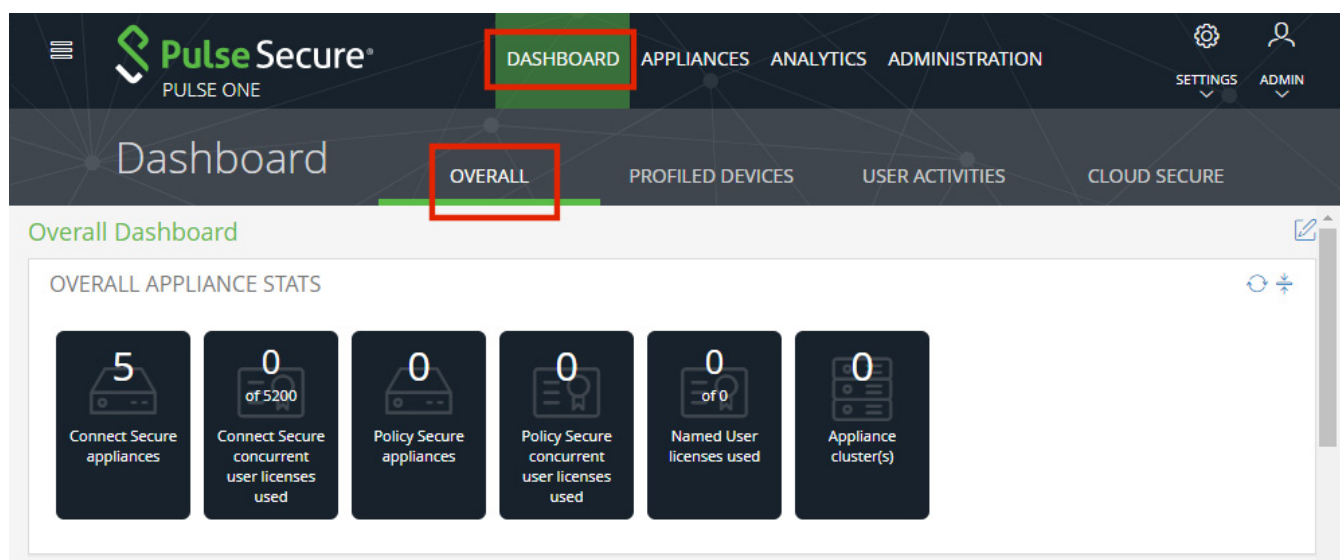 Pulse Secure®
PULSE ONE
DASHBOARD APPLIANCES ANALYTICS ADMINISTRATION
SETTINGS ADMIN
Dashboard
OVERALL PROFILED DEVICES USER ACTIVITIES CLOUD SECURE
Overall Dashboard
OVERALL APPLIANCE STATS
5
Connect Secure
appliances
0
of 5200
Connect Secure
concurrent
user licenses
used
0
Policy Secure
appliances
0
Policy Secure
concurrent
user licenses
used
0
of 0
Named User
licenses used
0
Appliance
cluster(s)